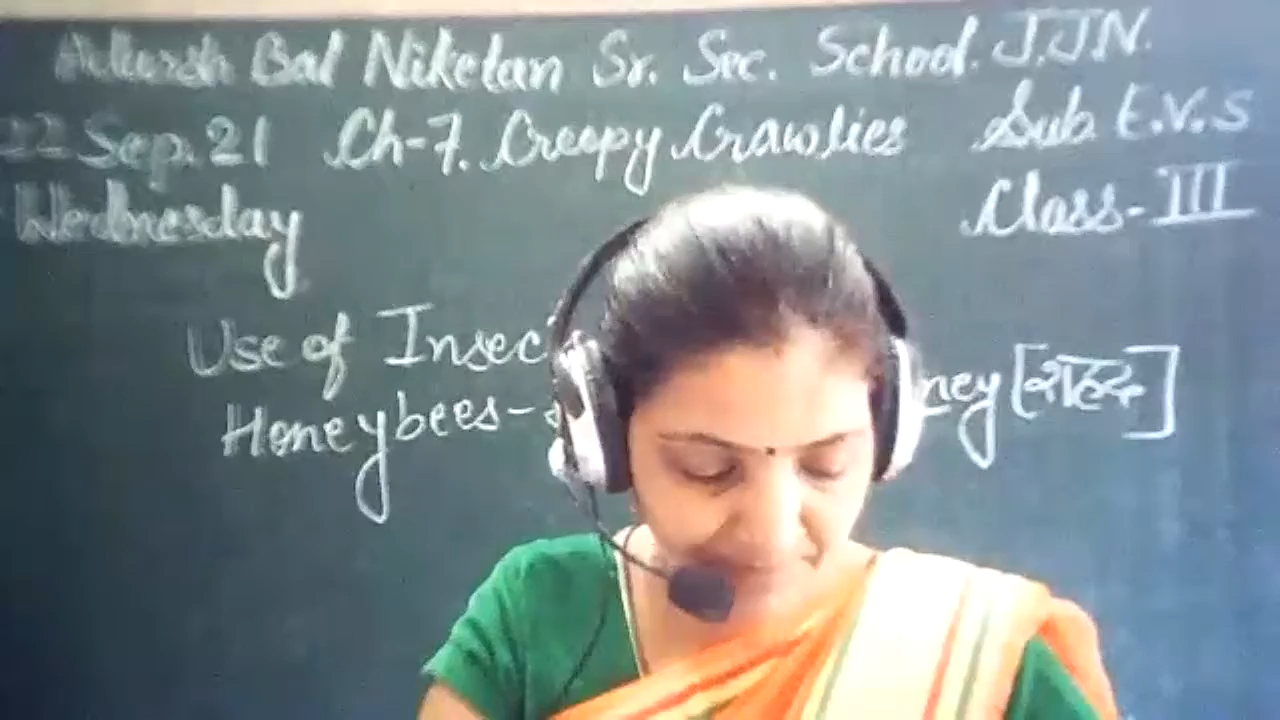 Adarsh Bal Niketan Sr. Sec. School. J.J.N.
22 Sep. 21 Ch-7. Creepy Crawlies Sub. E.V.S
Wednesday Class-III
Use of Insec
Honeybees- ney [शहद]